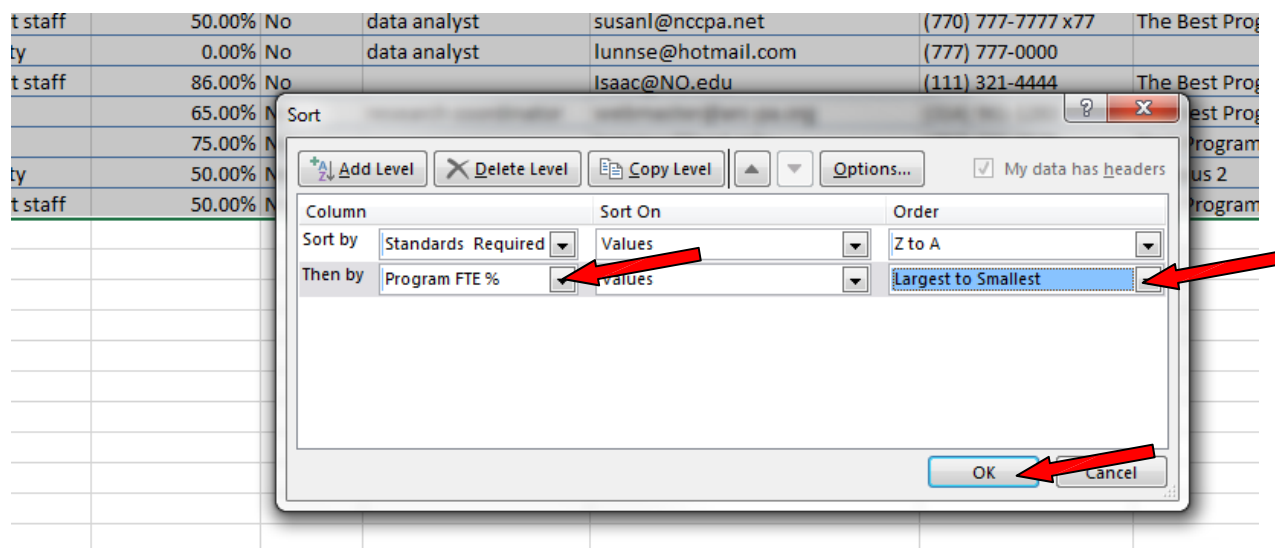 t staff 50.00% No data analyst susanl@nccpa.net (770) 777-7777 x77 The Best Prog
ty 0.00% No data analyst lunnse@hotmail.com (777) 777-0000
t staff 86.00% No Isaac@NO.edu (111) 321-4444 The Best Prog
65.00% N est Prog
75.00% N Program
ty 50.00% N us 2
t staff 50.00% N Program
Sort
Add Level Delete Level Copy Level Options... My data has headers
Column Sort On Order
Sort by Standards Required Values Z to A
Then by Program FTE % Values Largest to Smallest
OK Cancel